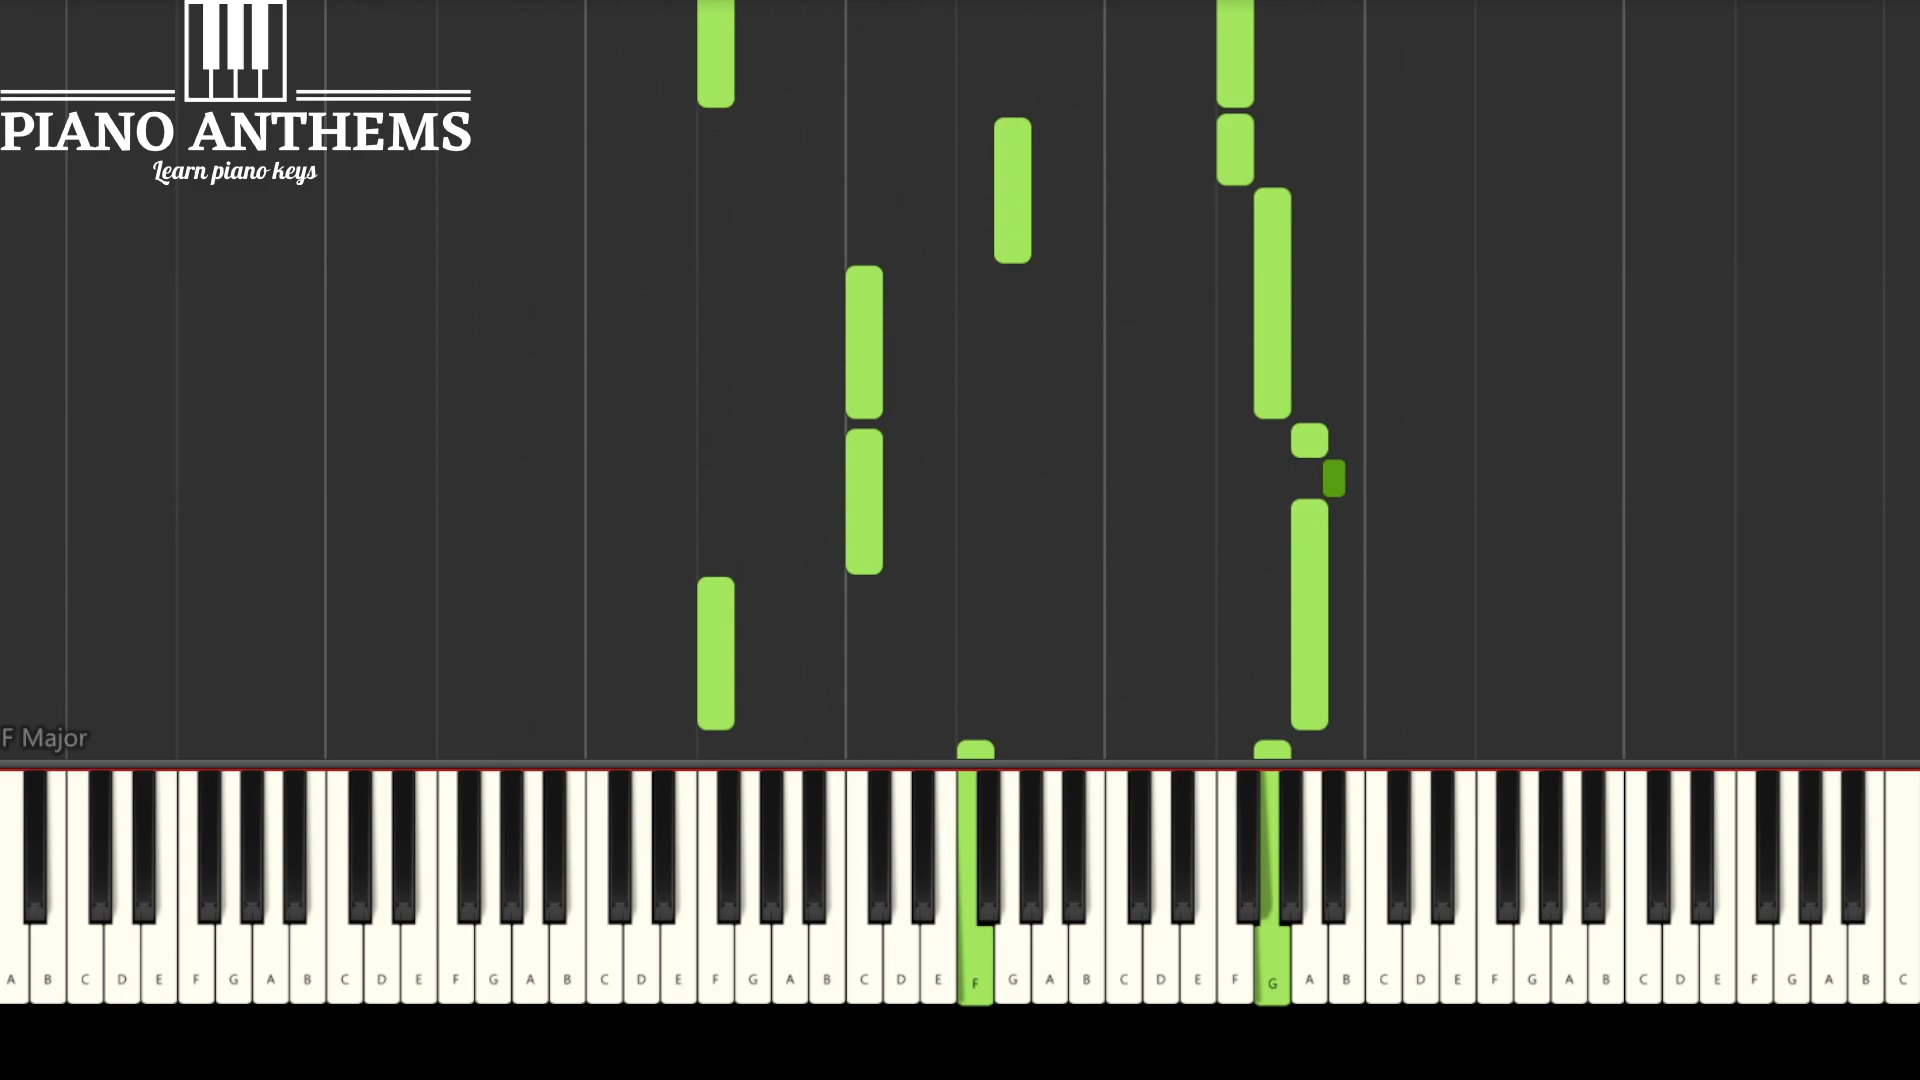 PIANO ANTHEMS
Learn piano keys
F Major
A B C D E F G A B C D E F G A B C D E F G A B C D E F G A B C D E F G A B C D E F G A B C D E F G A B C